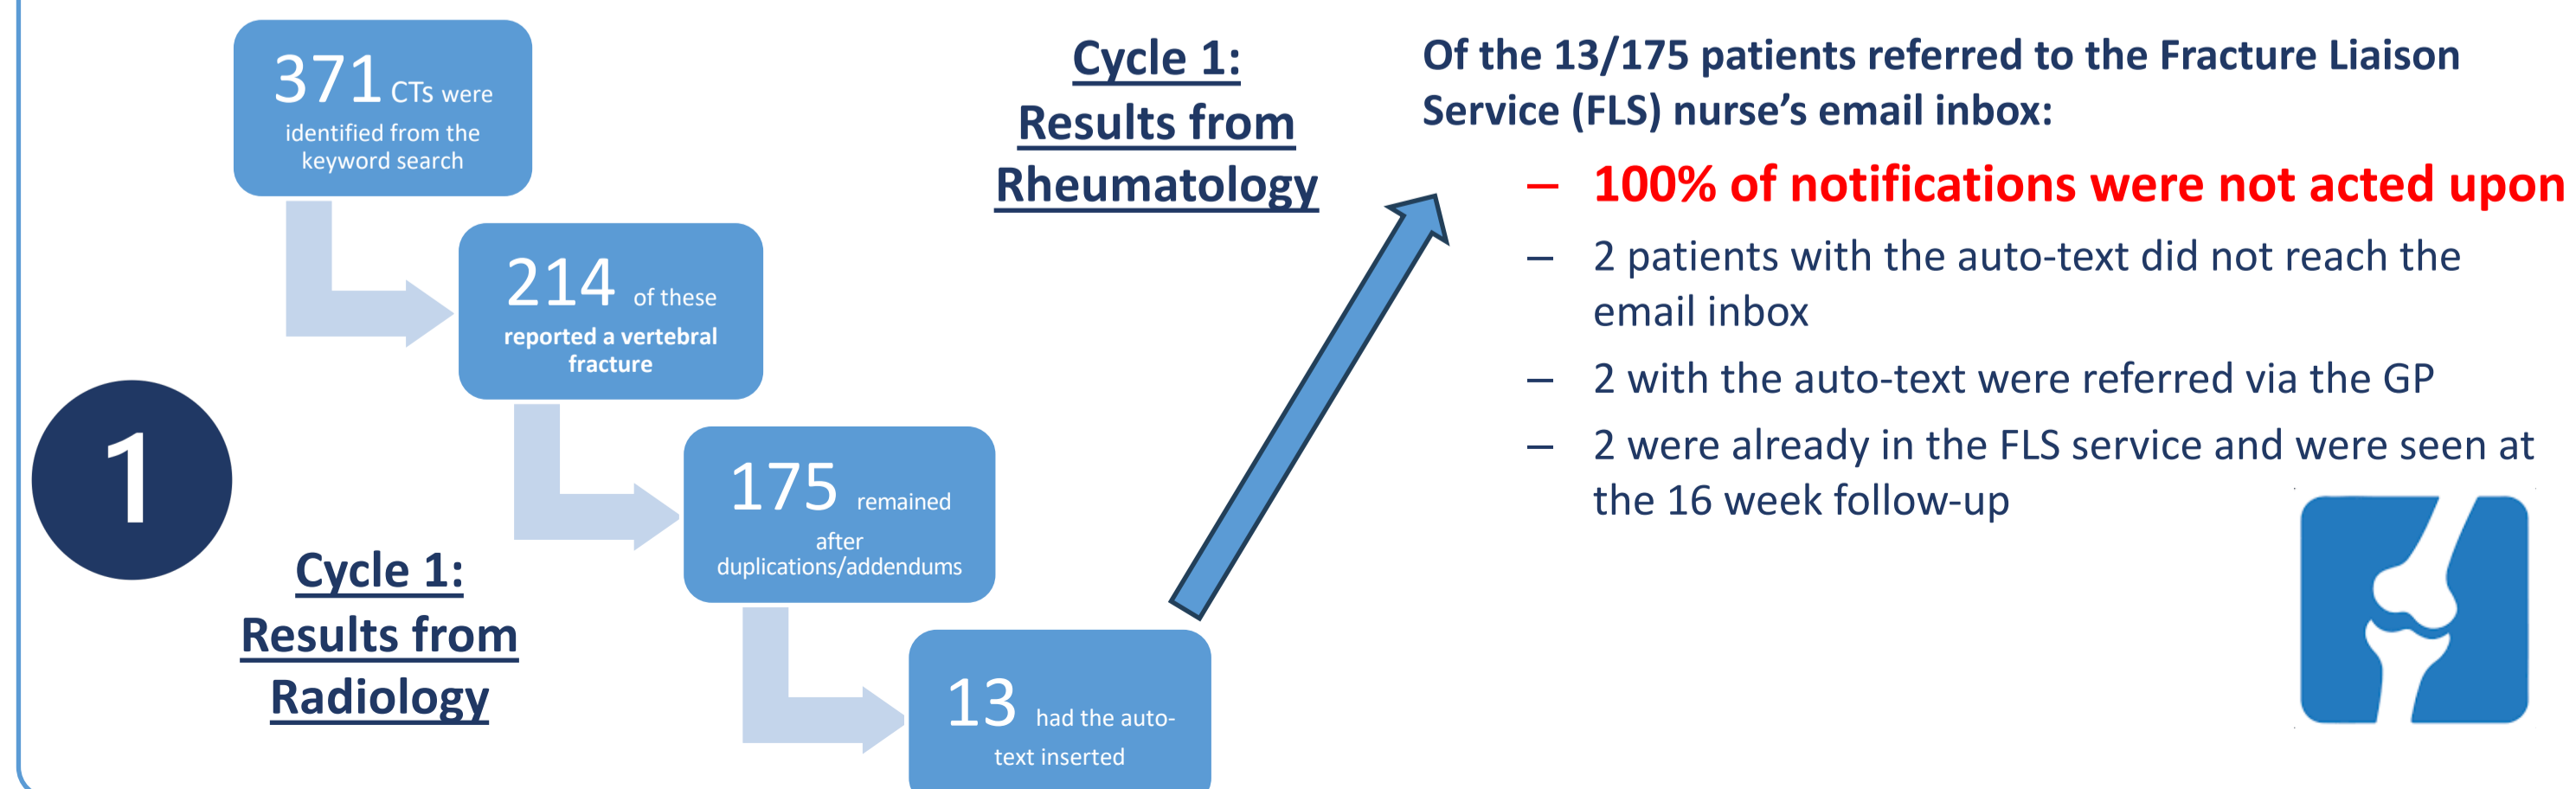 371 CTs were
identified from the
keyword search
214 of these
reported a vertebral
fracture
175 remained
after
duplications/addendums
13 had the auto-
text inserted
1
Cycle 1:
Results from
Radiology
Cycle 1:
Results from
Rheumatology
Of the 13/175 patients referred to the Fracture Liaison
Service (FLS) nurse’s email inbox:
– 100% of notifications were not acted upon
– 2 patients with the auto-text did not reach the
email inbox
– 2 with the auto-text were referred via the GP
– 2 were already in the FLS service and were seen at
the 16 week follow-up